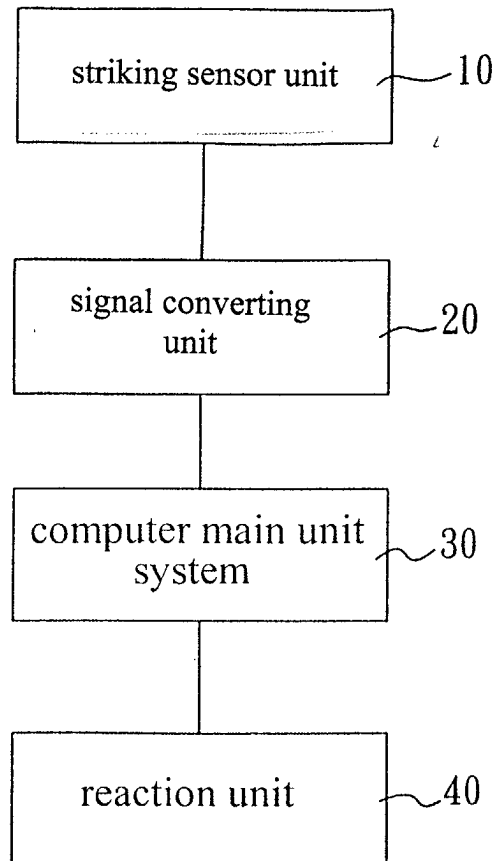 striking sensor unit
10
signal converting
unit
20
computer main unit
system
30
reaction unit
40